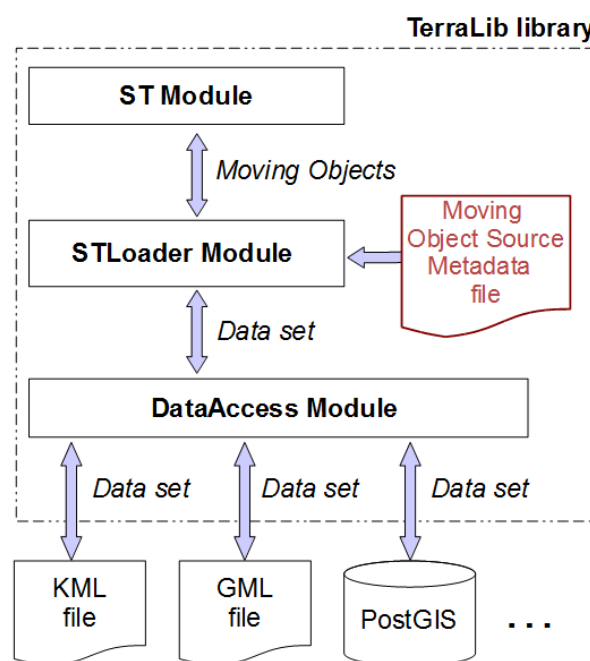 TerraLib library
ST Module
Moving Objects
STLoader Module
Moving
Object Source
Metadata
file
Data set
DataAccess Module
Data set
Data set
Data set
KML
file
GML
file
PostGIS
...